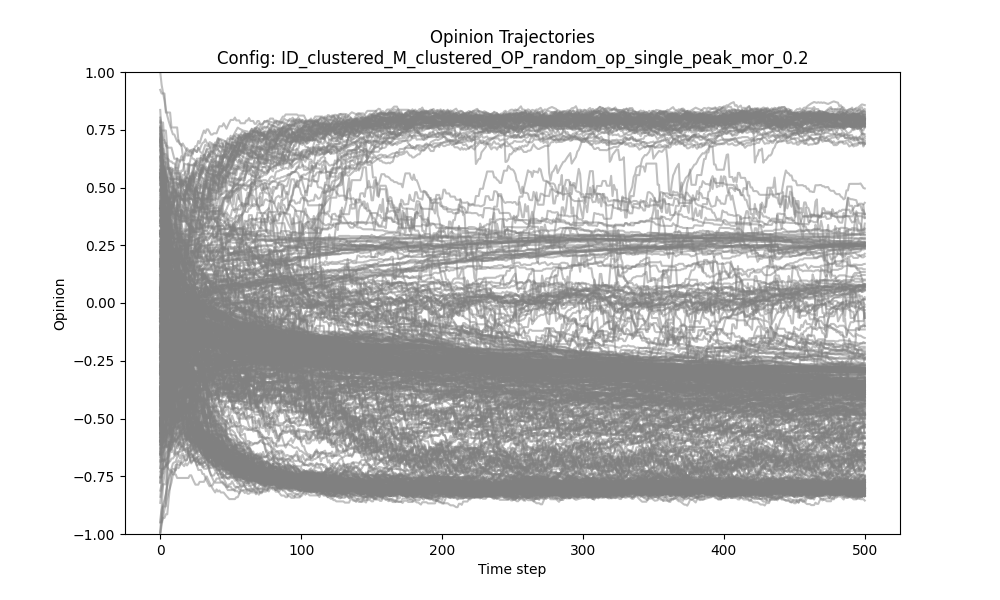 Opinion Trajectories
Config: ID_clustered_M_clustered_OP_random_op_single_peak_mor_0.2
1.00
0.75
0.50
0.25
0.00
−0.25
−0.50
−0.75
−1.00
Opinion
0 100 200 300 400 500
Time step